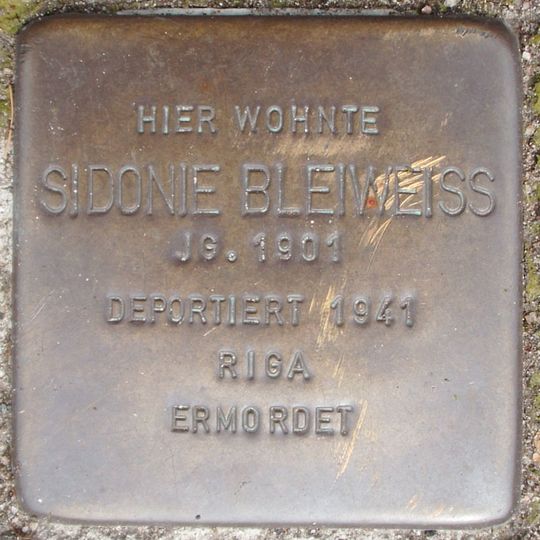 HIER WOHNTE
SIDONIE BLEIWEISS
JG. 1901
DEPORTIERT 1941
RIGA
ERMORDET